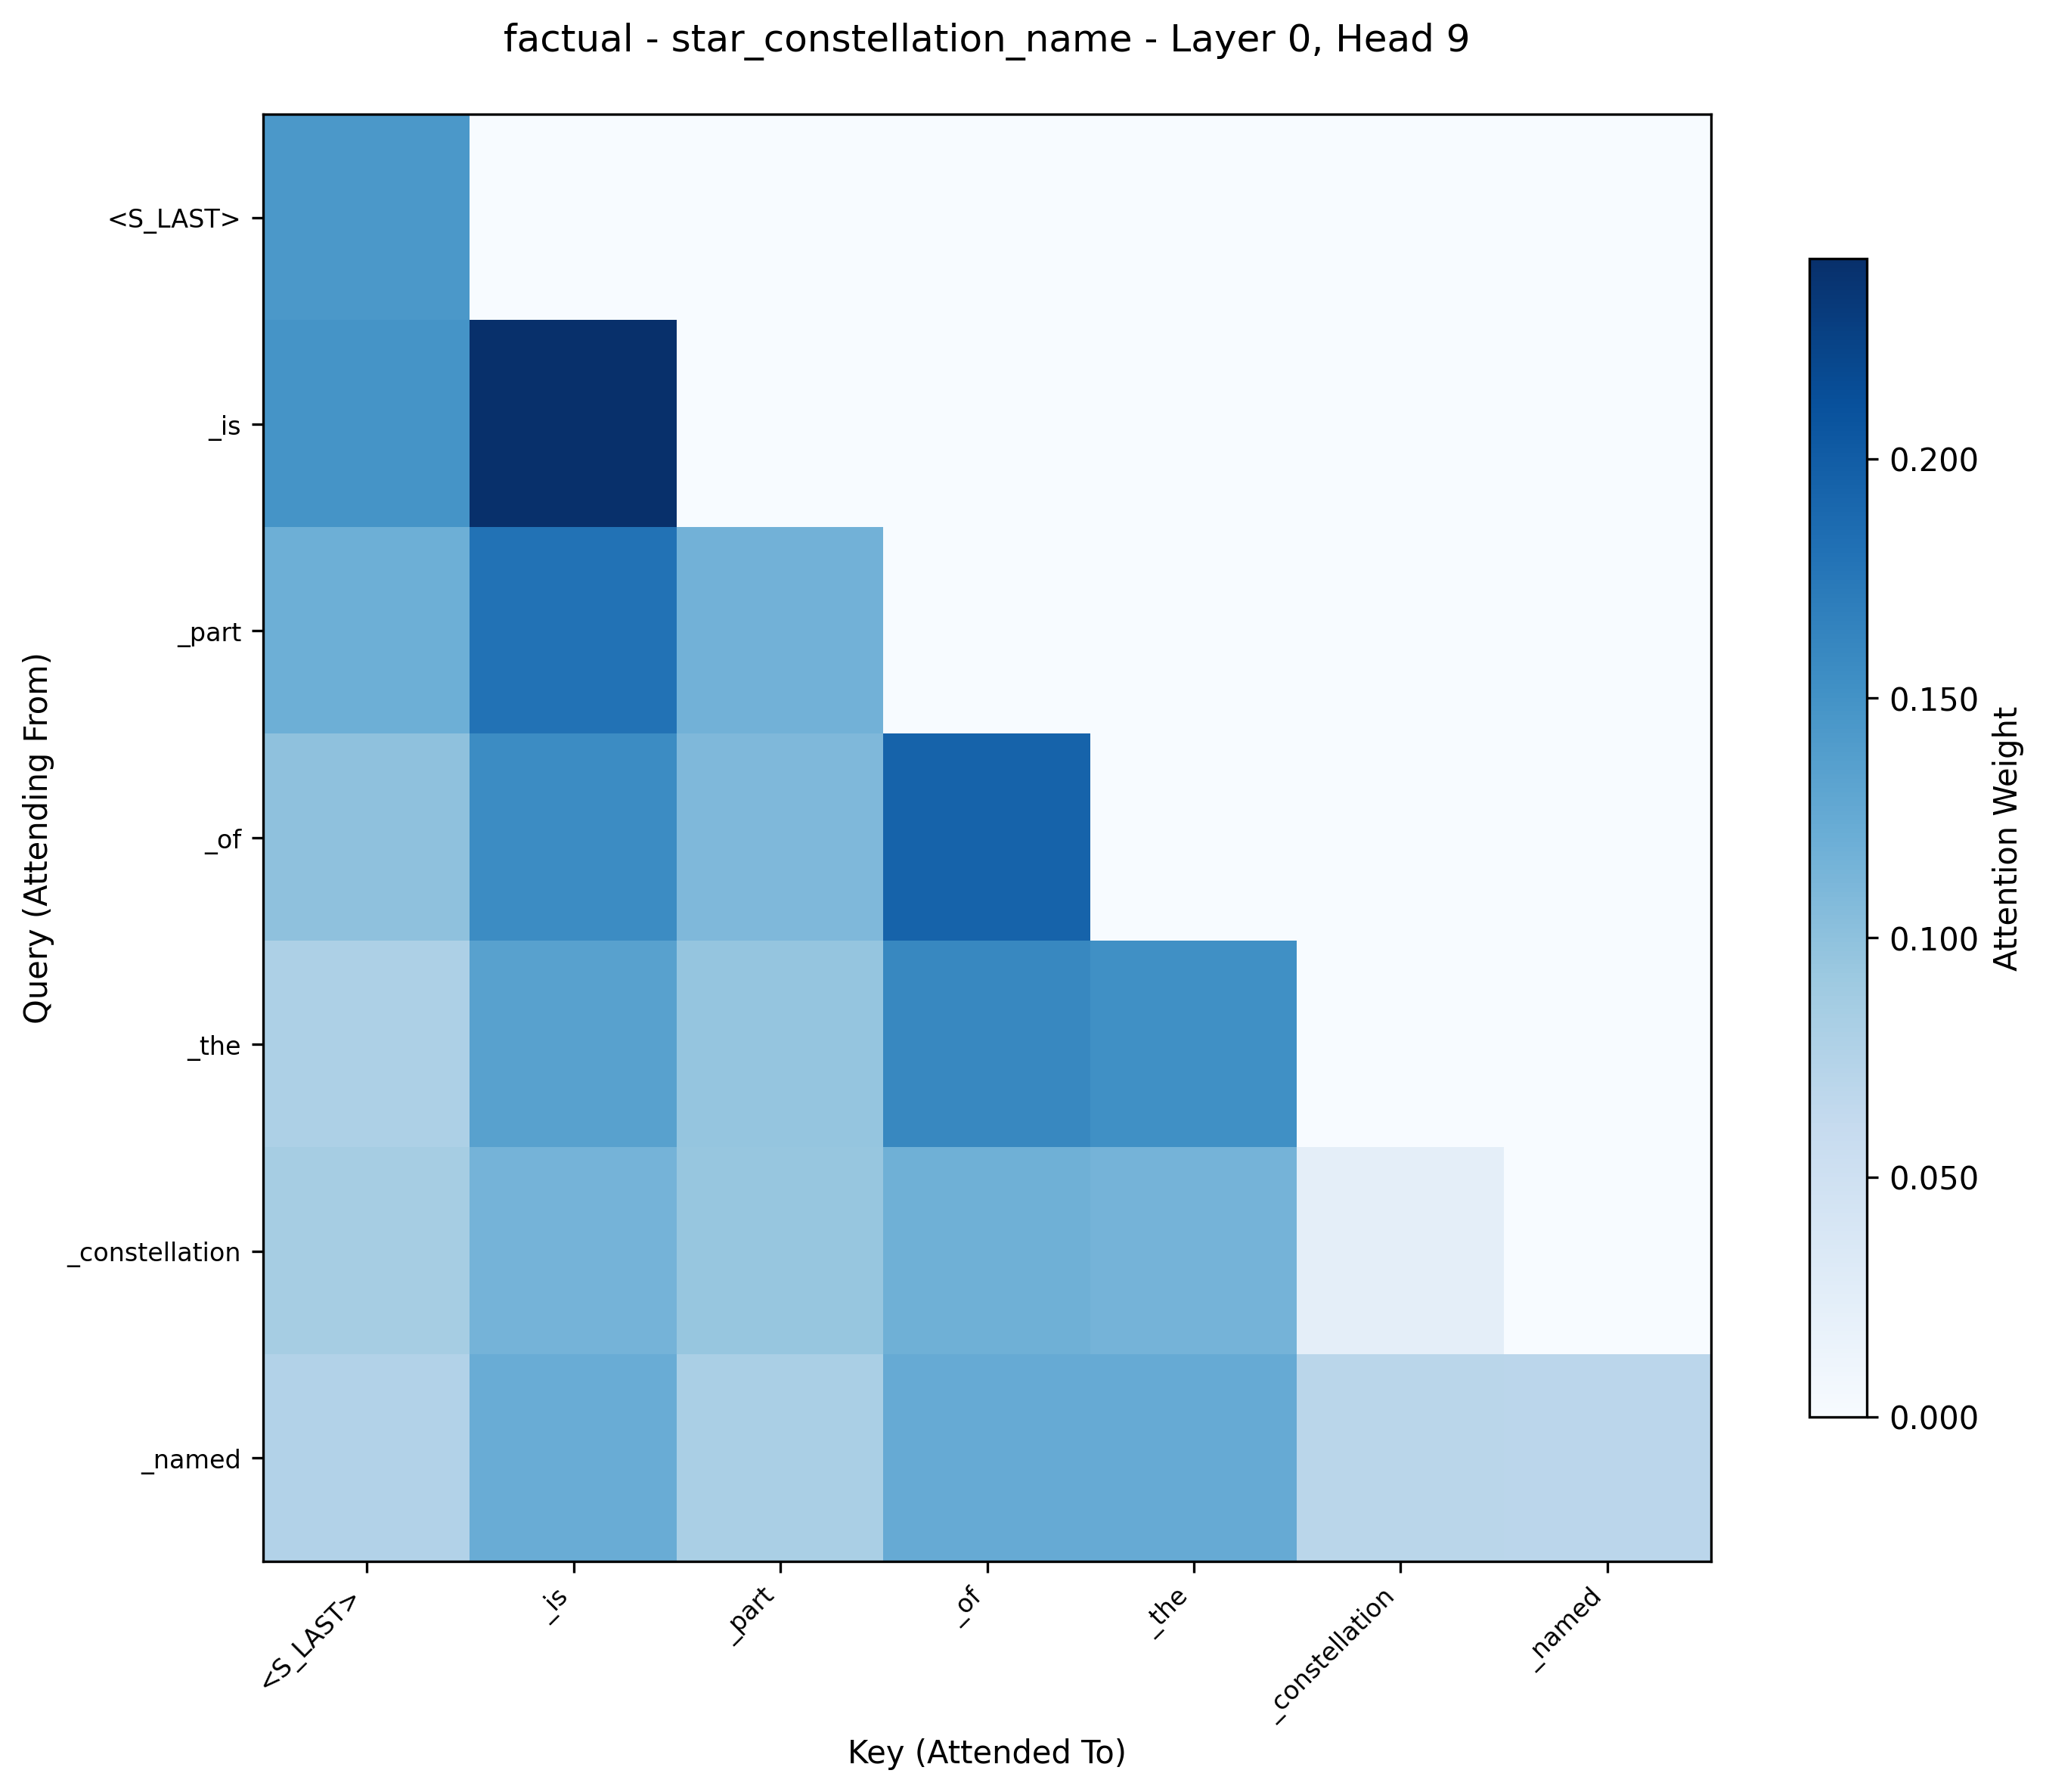 factual - star_constellation_name - Layer 0, Head 9
Query (Attending From)
<S_LAST>
_is
_part
_of
_the
_constellation
_named
<S_LAST>
_is
_part
_of
_the
_constellation
_named
Key (Attended To)
0.200
0.150
0.100
0.050
0.000
Attention Weight